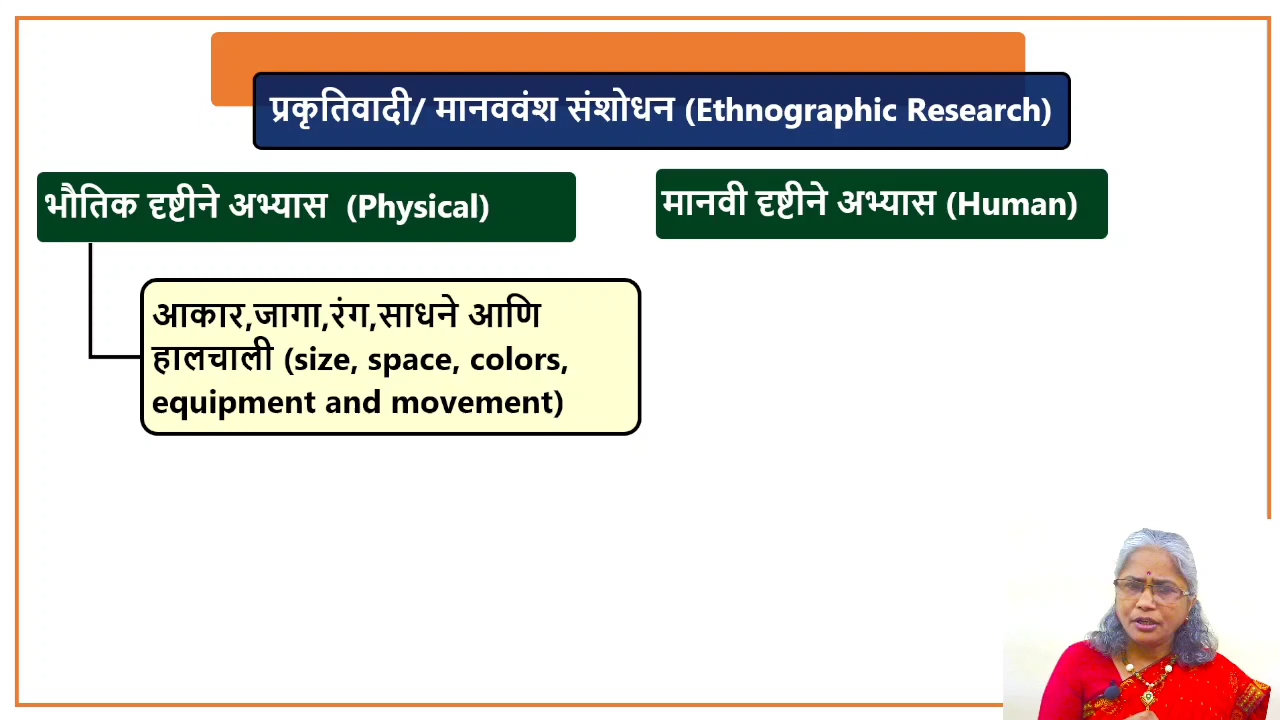 प्रकृतिवादी/ मानववंश संशोधन (Ethnographic Research)
भौतिक दृष्टीने अभ्यास (Physical)
मानवी दृष्टीने अभ्यास (Human)
आकार,जागा,रंग,साधने आणि
हालचाली (size, space, colors,
equipment and movement)